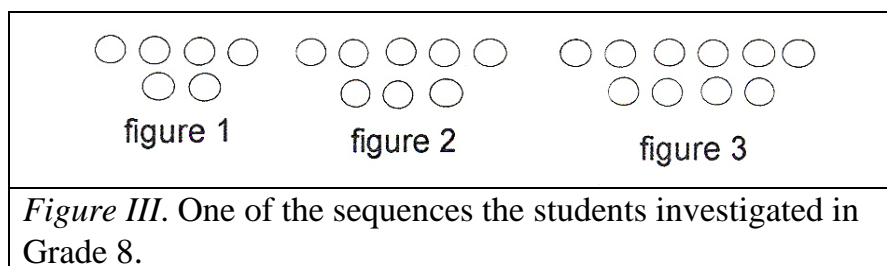 figure 1 figure 2 figure 3
Figure III. One of the sequences the students investigated in
Grade 8.